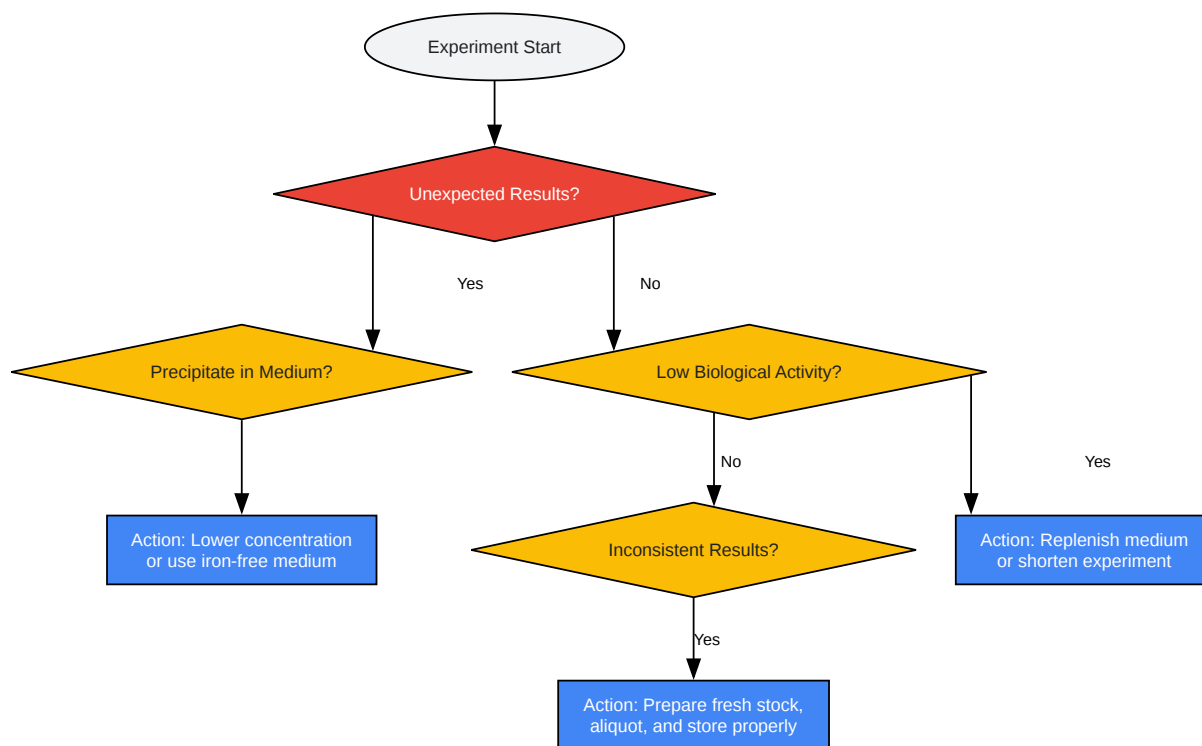 Experiment Start
Unexpected Results?
Yes
No
Precipitate in Medium?
Low Biological Activity?
No
Yes
Action: Lower concentration
or use iron-free medium
Inconsistent Results?
Action: Replenish medium
or shorten experiment
Yes
Action: Prepare fresh stock,
aliquot, and store properly